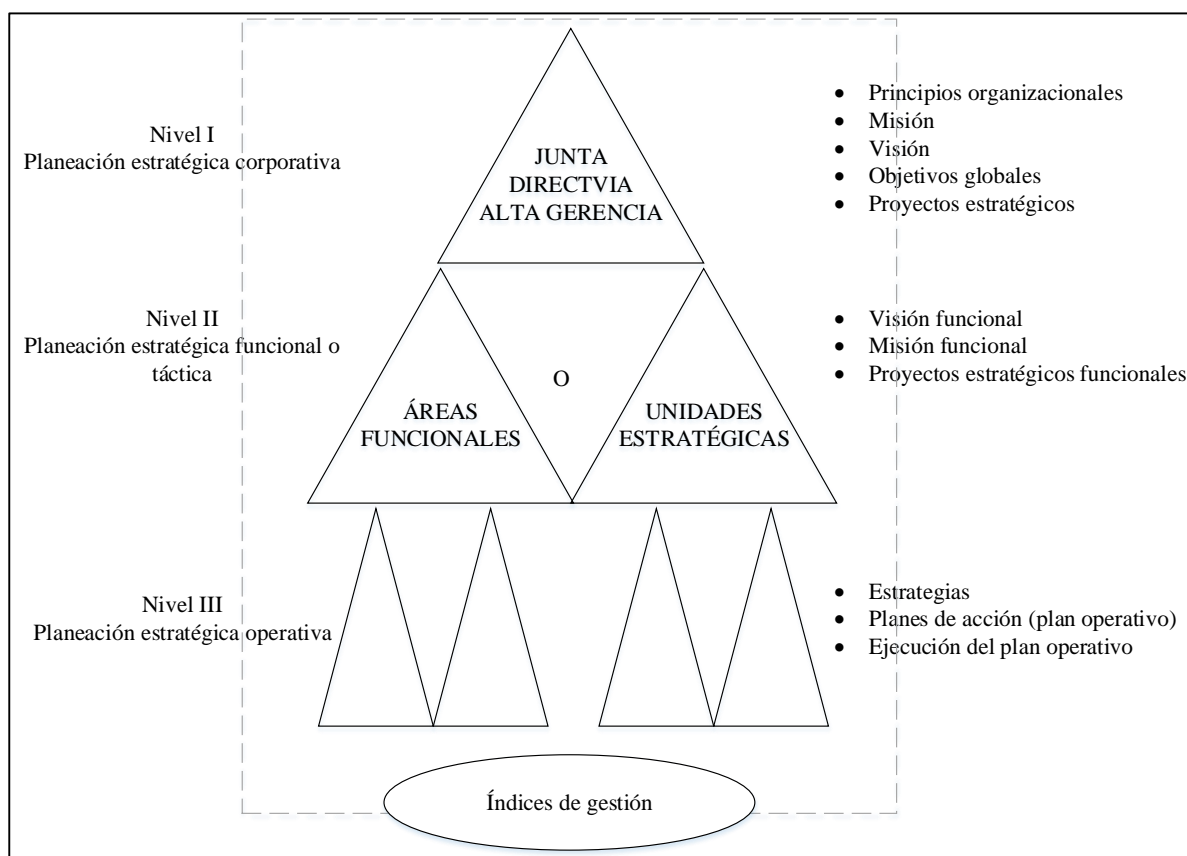 Nivel I
Planeación estratégica corporativa
JUNTA
DIRECTVIA
ALTA GERENCIA
• Principios organizacionales
• Misión
• Visión
• Objetivos globales
• Proyectos estratégicos
Nivel II
Planeación estratégica funcional o
táctica
ÁREAS
FUNCIONALES
O
UNIDADES
ESTRATÉGICAS
• Visión funcional
• Misión funcional
• Proyectos estratégicos funcionales
Nivel III
Planeación estratégica operativa
• Estrategias
• Planes de acción (plan operativo)
• Ejecución del plan operativo
Índices de gestión